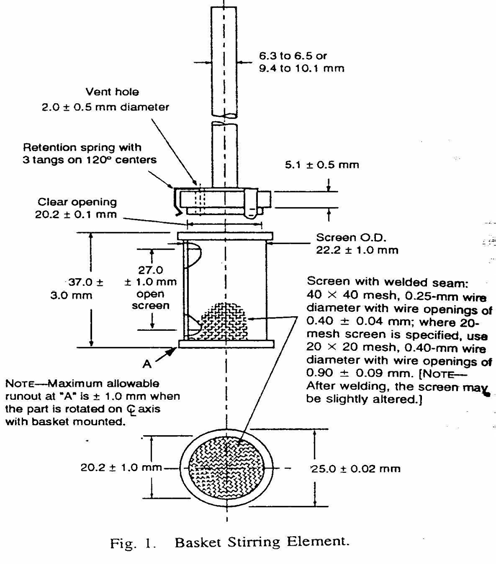 6.3 to 6.5 or
9.4 to 10.1 mm
Vent hole
2.0 ± 0.5 mm diameter
Retention spring with
3 tangs on 120° centers
5.1 ± 0.5 mm
Clear opening
20.2 ± 0.1 mm
Screen O.D.
22.2 ± 1.0 mm
37.0 ±
3.0 mm
27.0
± 1.0 mm
open
screen
Screen with welded seam:
40 × 40 mesh, 0.25-mm wire
diameter with wire openings of
0.40 ± 0.04 mm; where 20-
mesh screen is specified, use
20 × 20 mesh, 0.40-mm wire
diameter with wire openings of
0.90 ± 0.09 mm. [NOTE—
After welding, the screen may
be slightly altered.]
A
NOTE—Maximum allowable
runout at "A" is ± 1.0 mm when
the part is rotated on ℄ axis
with basket mounted.
20.2 ± 1.0 mm
25.0 ± 0.02 mm
Fig. 1. Basket Stirring Element.